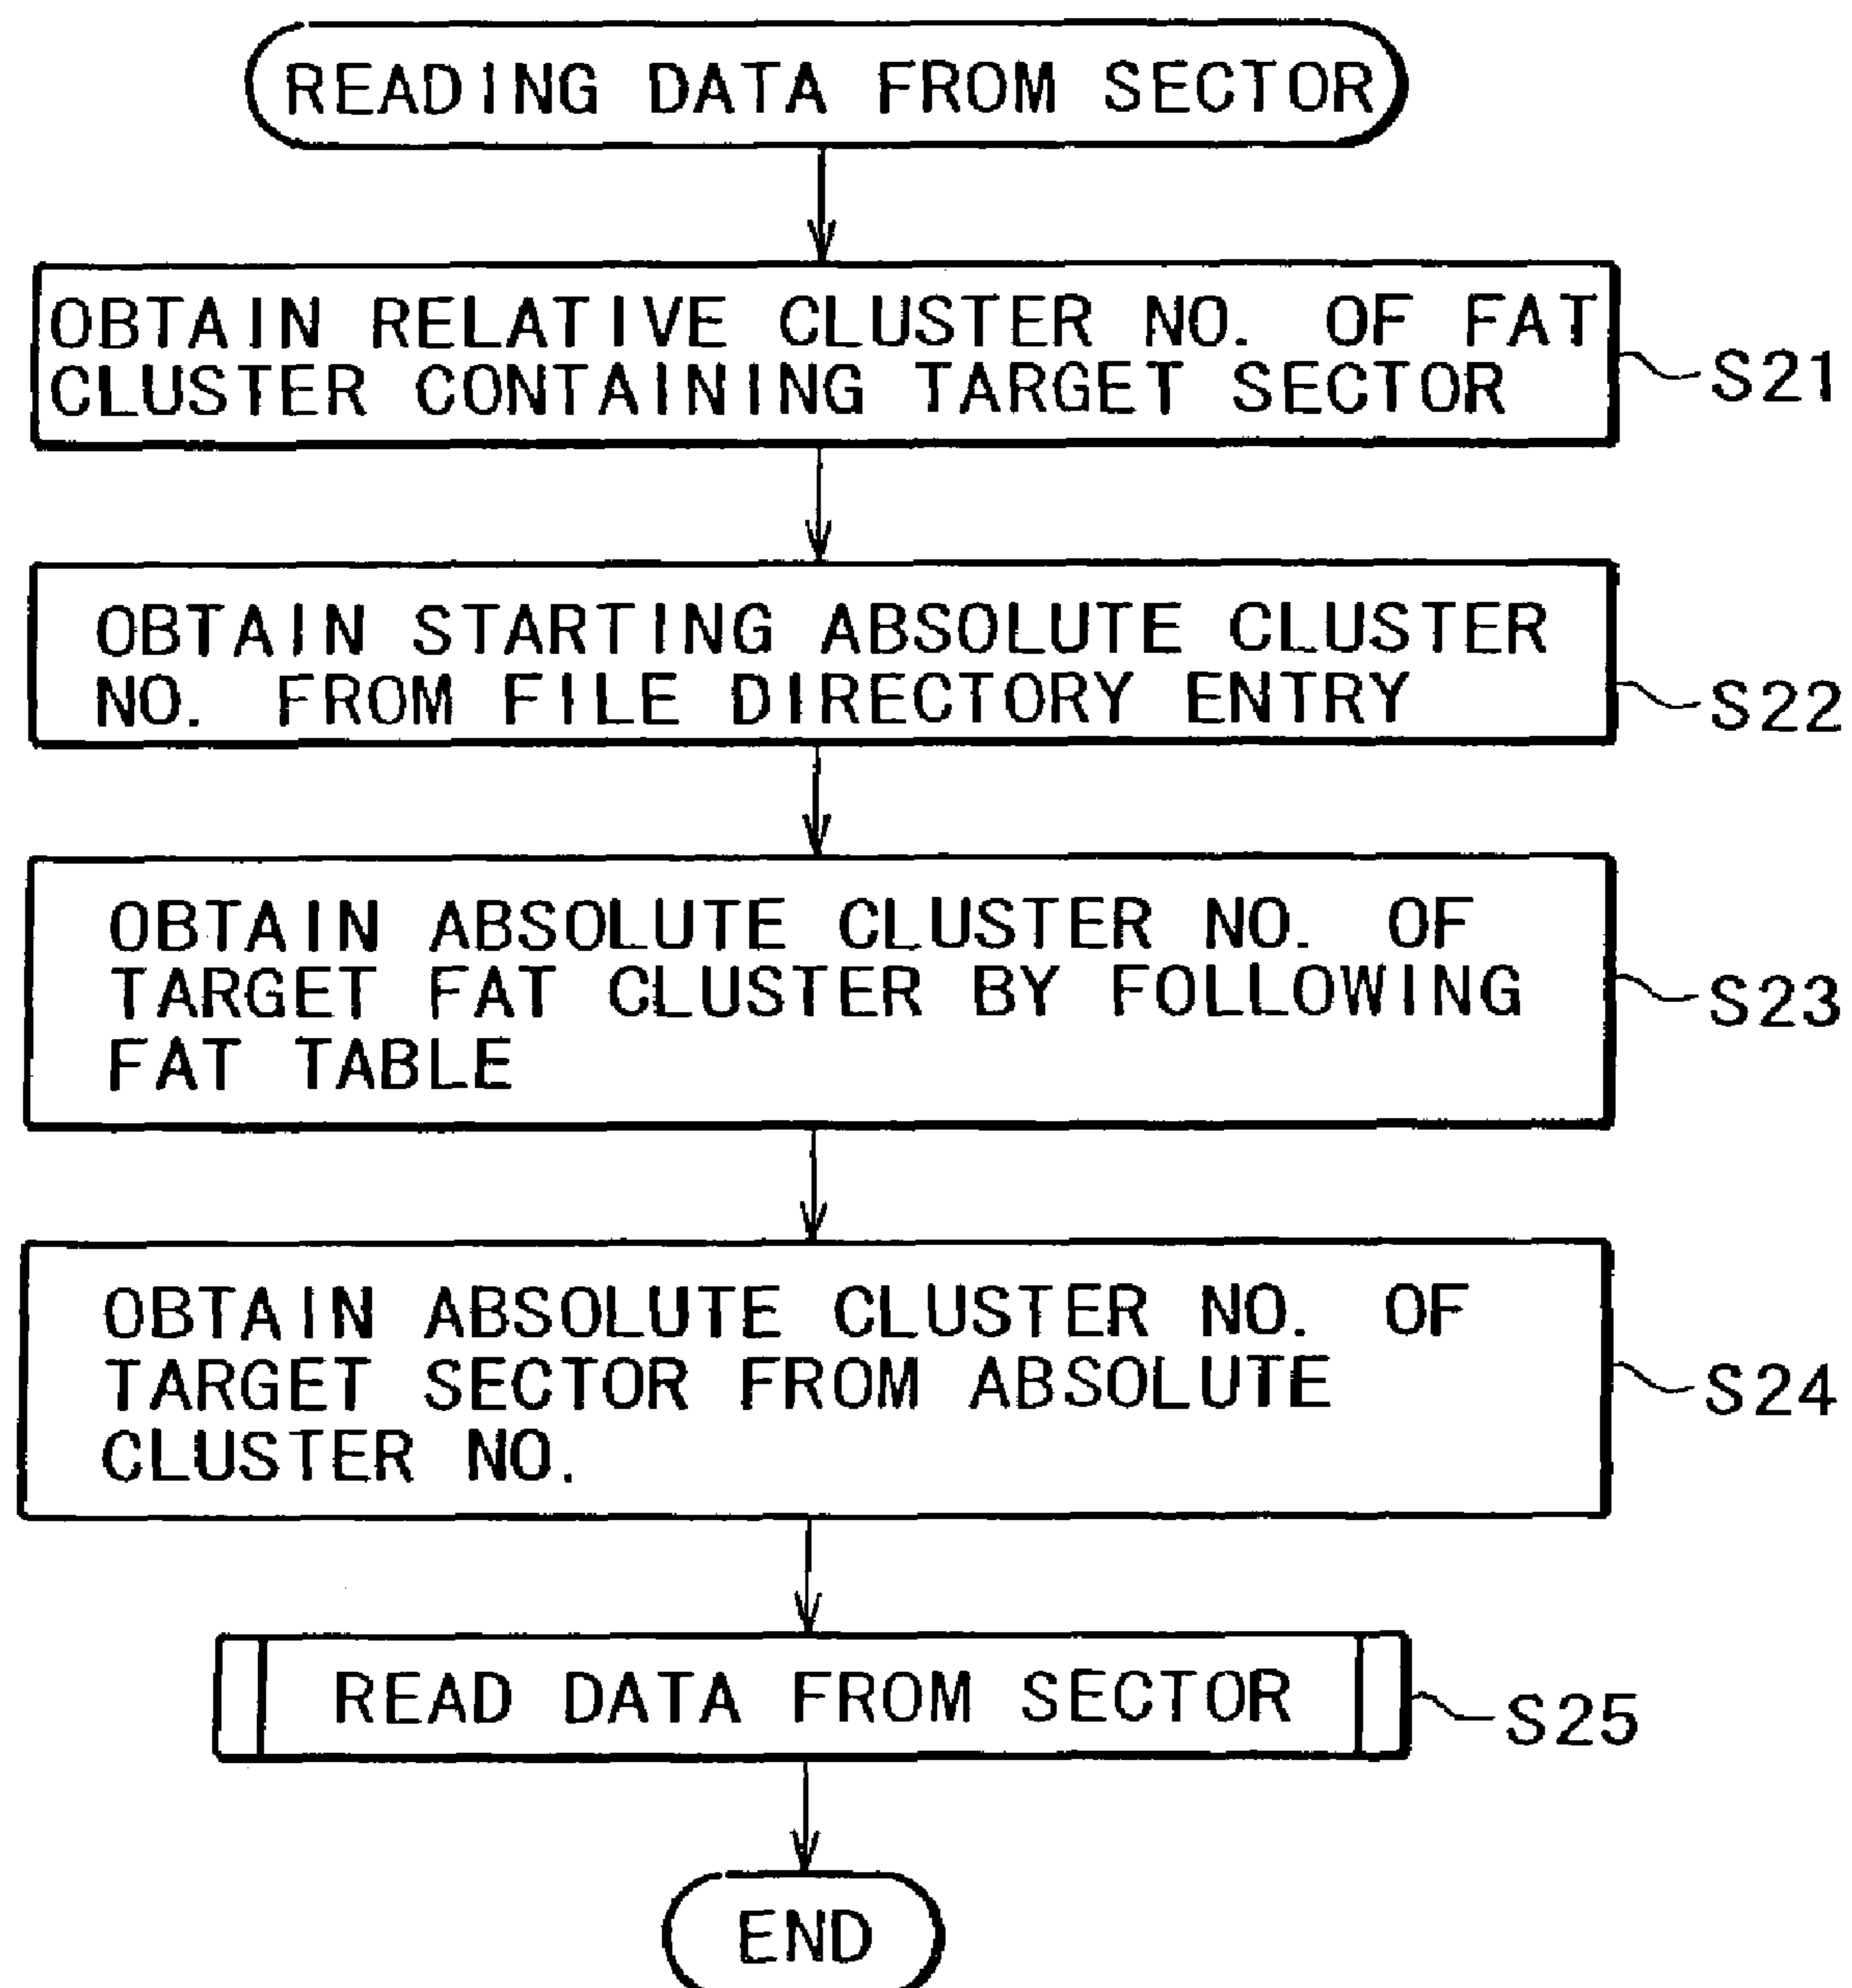 READING DATA FROM SECTOR
OBTAIN RELATIVE CLUSTER NO. OF FAT
CLUSTER CONTAINING TARGET SECTOR
S21
OBTAIN STARTING ABSOLUTE CLUSTER
NO. FROM FILE DIRECTORY ENTRY
S22
OBTAIN ABSOLUTE CLUSTER NO. OF
TARGET FAT CLUSTER BY FOLLOWING
FAT TABLE
S23
OBTAIN ABSOLUTE CLUSTER NO. OF
TARGET SECTOR FROM ABSOLUTE
CLUSTER NO.
S24
READ DATA FROM SECTOR
S25
END